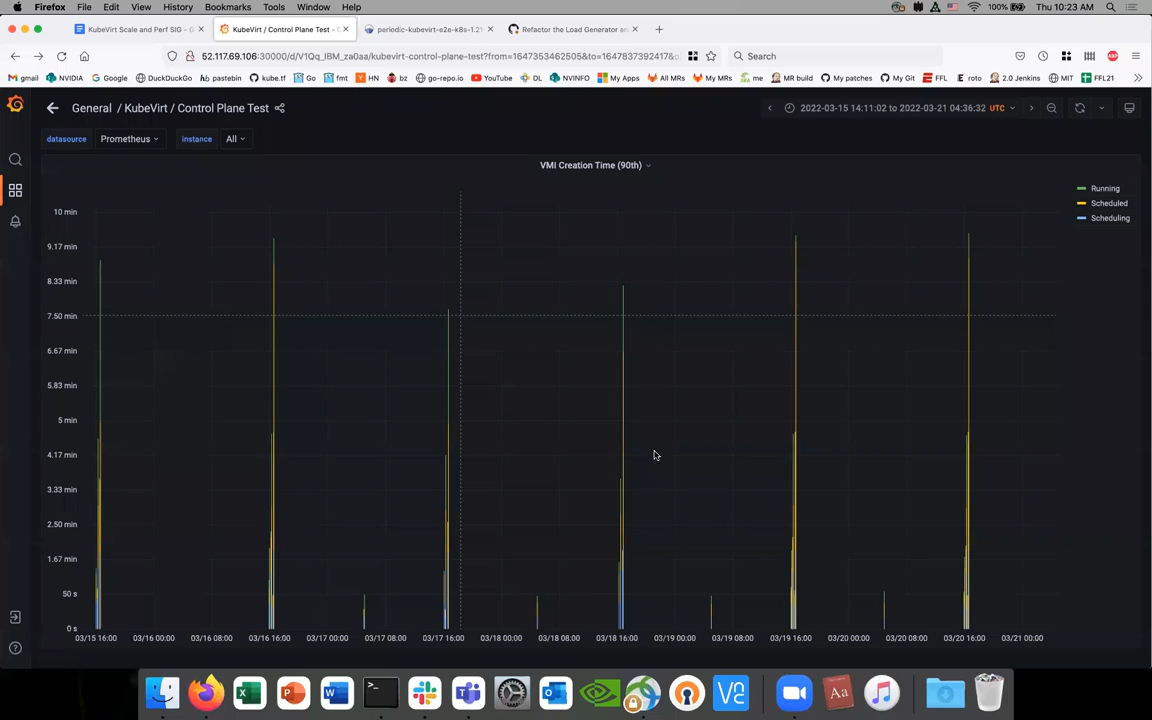 Firefox File Edit View History Bookmarks Tools Window Help 100% Thu 10:23 AM
KubeVirt Scale and Perf SIG - D × KubeVirt / Control Plane Test - G × periodic-kubevirt-e2e-k8s-1.21 × Refactor the Load Generator an × +
52.117.69.106:30000/d/V1Qq_IBM_za0aa/kubevirt-control-plane-test?from=1647353462505&to=1647837392417& Search
gmail NVIDIA Google DuckDuckGo pastebin kube.tf Go fmt HN bz go-repo.io YouTube DL NVINFO My Apps All MRs My MRs me MR build My patches My Git FFL roto 2.0 Jenkins MIT FFL21
General / KubeVirt / Control Plane Test 2022-03-15 14:11:02 to 2022-03-21 04:36:32 UTC
datasource Prometheus instance All
VMI Creation Time (90th)
Running
Scheduled
Scheduling
10 min
9.17 min
8.33 min
7.50 min
6.67 min
5.83 min
5 min
4.17 min
3.33 min
2.50 min
1.67 min
50 s
0 s
03/15 16:00 03/16 00:00 03/16 08:00 03/16 16:00 03/17 00:00 03/17 08:00 03/17 16:00 03/18 00:00 03/18 08:00 03/18 16:00 03/19 00:00 03/19 08:00 03/19 16:00 03/20 00:00 03/20 08:00 03/20 16:00 03/21 00:00